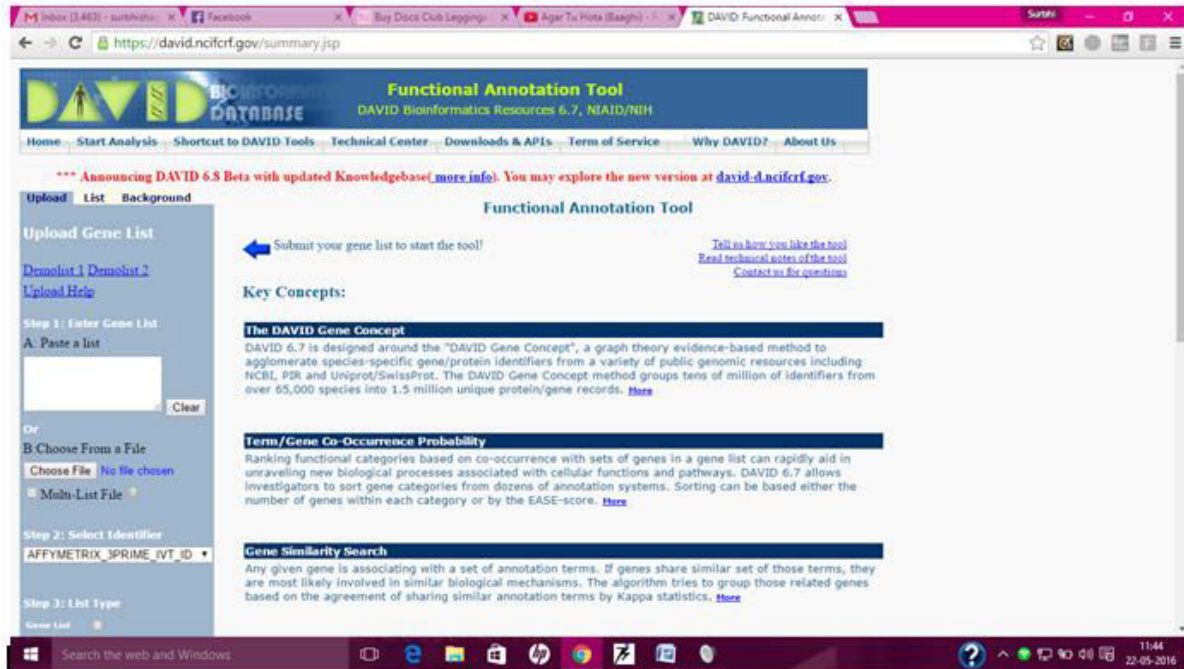 Inbox (3,463) - surbhisha
Facebook
Buy Disco Club Leggings
Agar Tu Hota (Baaghi) - F
DAVID: Functional Annota
Surbhi
https://david.ncifcrf.gov/summary.jsp
DAVID BIOINFORMATI
DATABASE
Functional Annotation Tool
DAVID Bioinformatics Resources 6.7, NIAID/NIH
Home Start Analysis Shortcut to DAVID Tools Technical Center Downloads & APIs Term of Service Why DAVID? About Us
*** Announcing DAVID 6.8 Beta with updated Knowledgebase( more info). You may explore the new version at david-d.ncifcrf.gov.
Upload List Background
Functional Annotation Tool
Upload Gene List
Submit your gene list to start the tool!
Tell us how you like the tool
Read technical notes of the tool
Contact us for questions
Demolist 1 Demolist 2
Upload Help
Key Concepts:
Step 1: Enter Gene List
A: Paste a list
Clear
Or
B:Choose From a File
Choose File No file chosen
Multi-List File
Step 2: Select Identifier
AFFYMETRIX_3PRIME_IVT_ID
Step 3: List Type
Gene List
The DAVID Gene Concept
DAVID 6.7 is designed around the "DAVID Gene Concept", a graph theory evidence-based method to
agglomerate species-specific gene/protein identifiers from a variety of public genomic resources including
NCBI, PIR and Uniprot/SwissProt. The DAVID Gene Concept method groups tens of million of identifiers from
over 65,000 species into 1.5 million unique protein/gene records. More
Term/Gene Co-Occurrence Probability
Ranking functional categories based on co-occurrence with sets of genes in a gene list can rapidly aid in
unraveling new biological processes associated with cellular functions and pathways. DAVID 6.7 allows
investigators to sort gene categories from dozens of annotation systems. Sorting can be based either the
number of genes within each category or by the EASE-score. More
Gene Similarity Search
Any given gene is associating with a set of annotation terms. If genes share similar set of those terms, they
are most likely involved in similar biological mechanisms. The algorithm tries to group those related genes
based on the agreement of sharing similar annotation terms by Kappa statistics. More
Search the web and Windows
11:44
22-05-2016